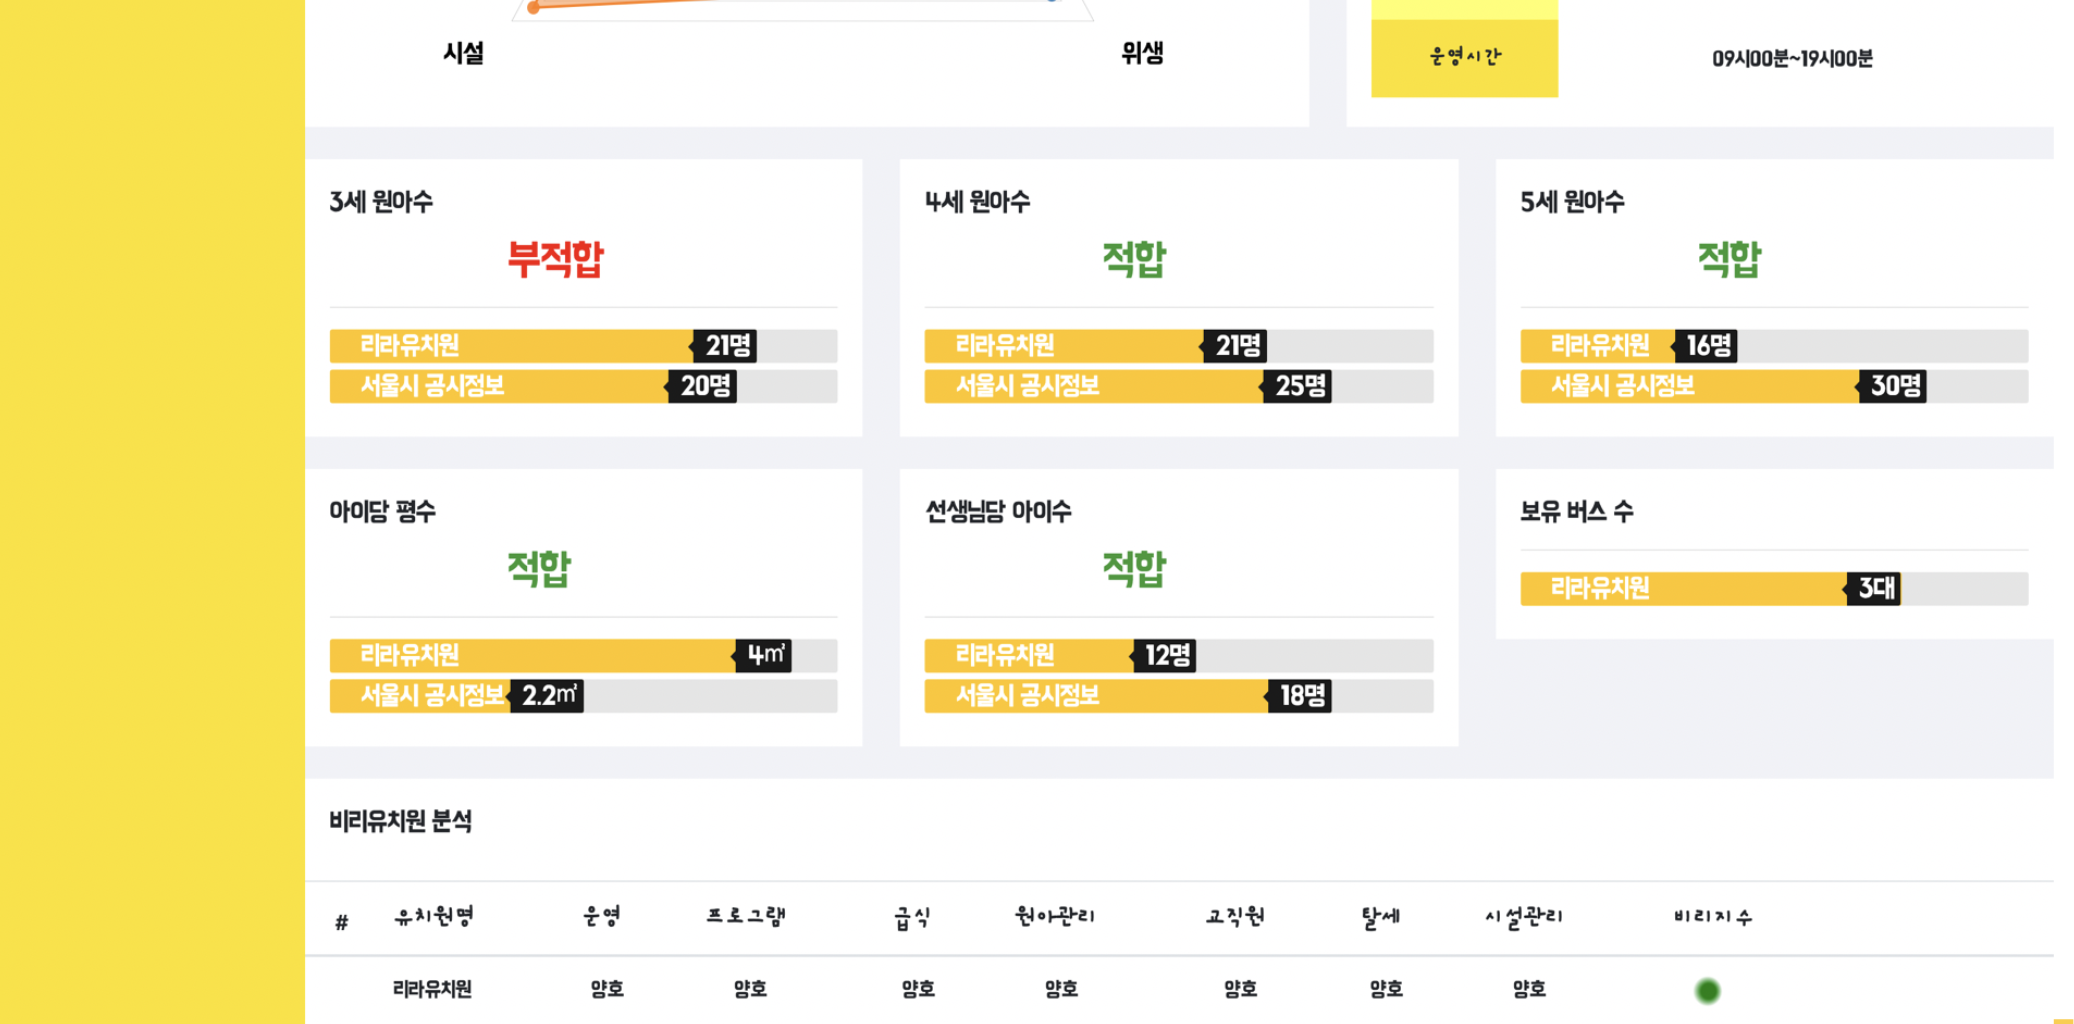 시설
위생
운영시간
09시00분~19시00분
3세 원아수
부적합
리라유치원 21명
서울시 공시정보 20명
4세 원아수
적합
리라유치원 21명
서울시 공시정보 25명
5세 원아수
적합
리라유치원 16명
서울시 공시정보 30명
아이당 평수
적합
리라유치원 4㎡
서울시 공시정보 2.2㎡
선생님당 아이수
적합
리라유치원 12명
서울시 공시정보 18명
보유 버스 수
리라유치원 3대
비리유치원 분석
# 유치원명 운영 프로그램 급식 원아관리 교직원 탈세 시설관리 비리지수
리라유치원 양호 양호 양호 양호 양호 양호 양호